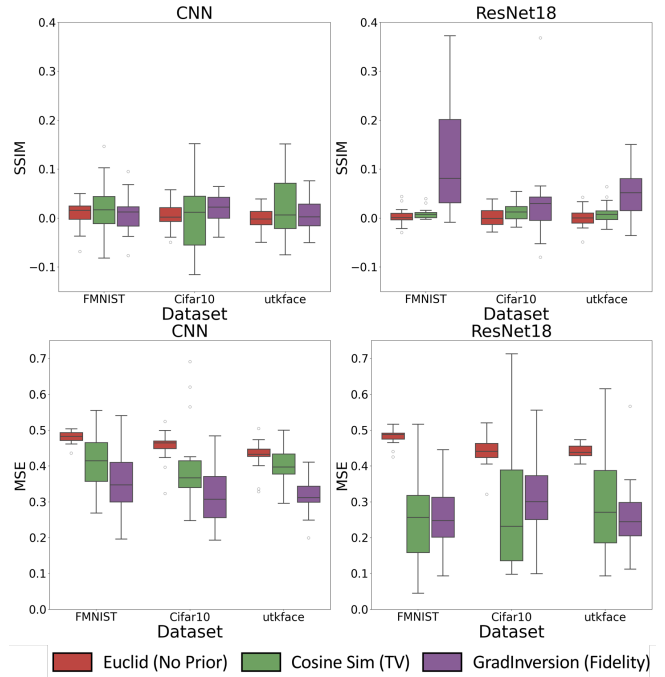 CNN
ResNet18
0.4
0.3
0.2
0.1
0.0
−0.1
SSIM
FMNIST
Cifar10
utkface
Dataset
0.4
0.3
0.2
0.1
0.0
−0.1
SSIM
FMNIST
Cifar10
utkface
Dataset
CNN
ResNet18
0.7
0.6
0.5
0.4
0.3
0.2
0.1
0.0
MSE
FMNIST
Cifar10
utkface
Dataset
0.7
0.6
0.5
0.4
0.3
0.2
0.1
0.0
MSE
FMNIST
Cifar10
utkface
Dataset
Euclid (No Prior)
Cosine Sim (TV)
GradInversion (Fidelity)